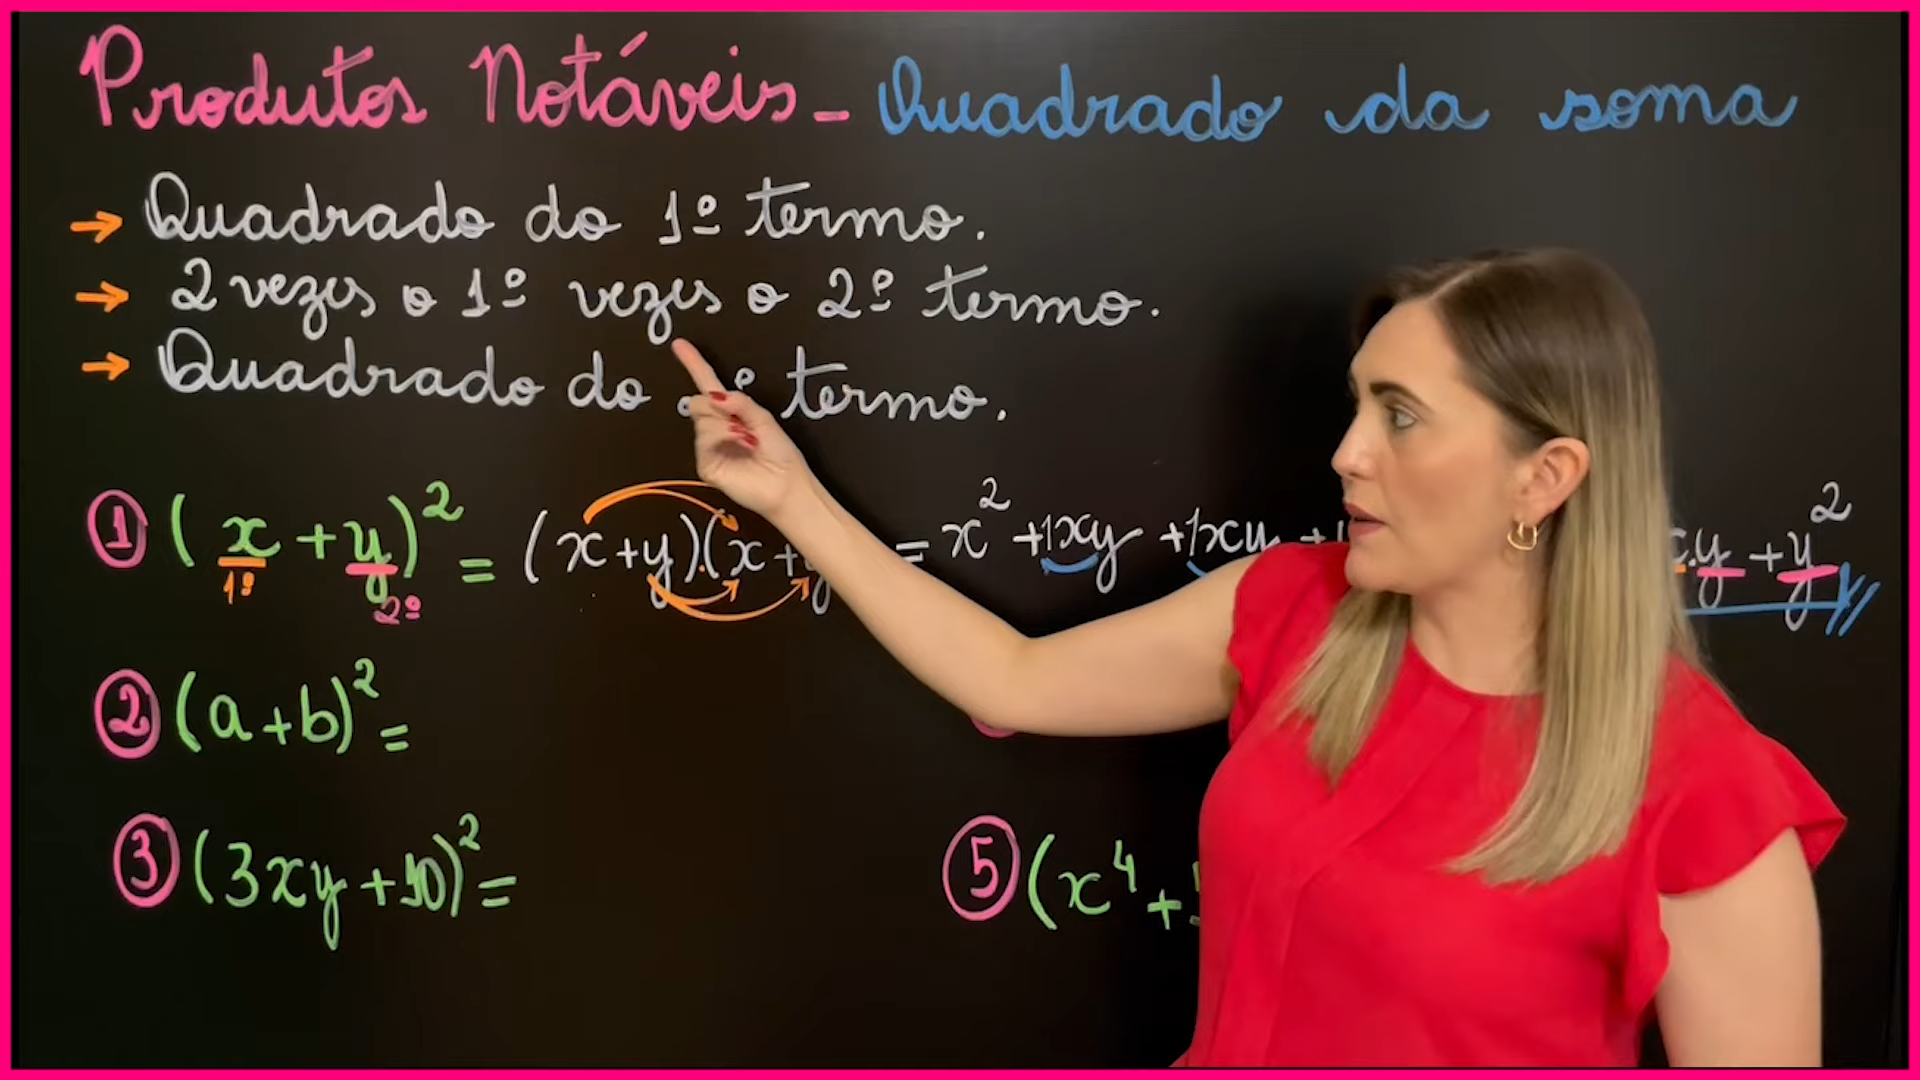 Produtos Notáveis - Quadrado da soma
→ Quadrado do 1º termo.
→ 2 vezes o 1º vezes o 2º termo.
→ Quadrado do º termo.
① (x + y)² = (x + y).(x + y = x² + 1xy + 1xy + .y + y²
1º 2º
② (a + b)² =
③ (3xy + 10)² =
⑤ (x⁴ +